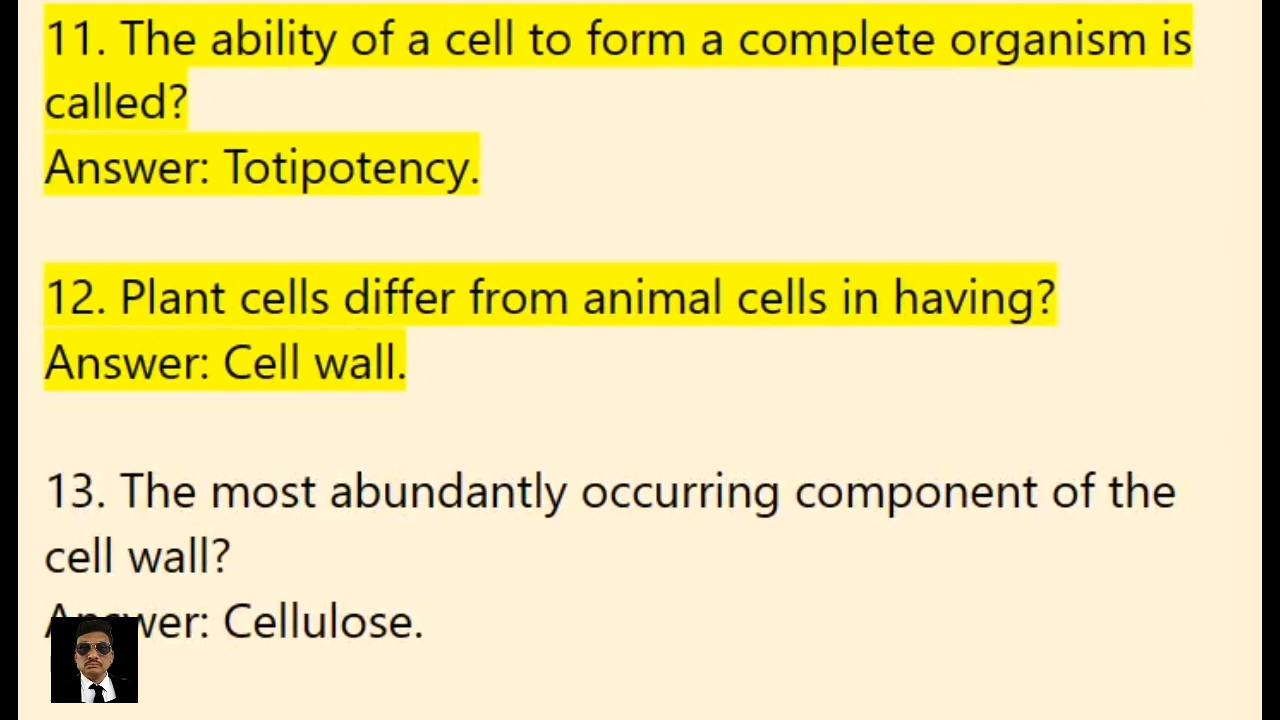 11. The ability of a cell to form a complete organism is
called?
Answer: Totipotency.
12. Plant cells differ from animal cells in having?
Answer: Cell wall.
13. The most abundantly occurring component of the
cell wall?
Answer: Cellulose.